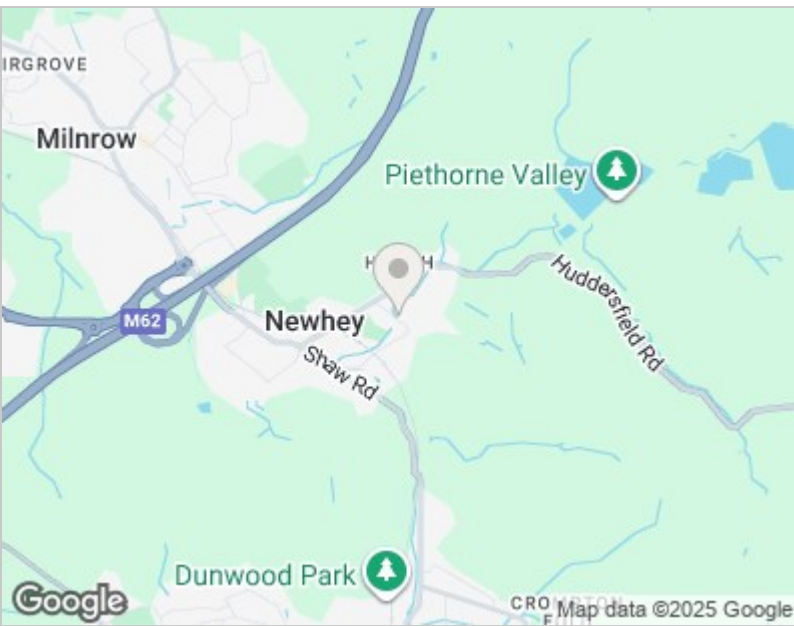 IRGROVE
Milnrow
Piethorne Valley
Huddersfield Rd
M62
Newhey
Shaw Rd
Dunwood Park
Google
Map data ©2025 Google